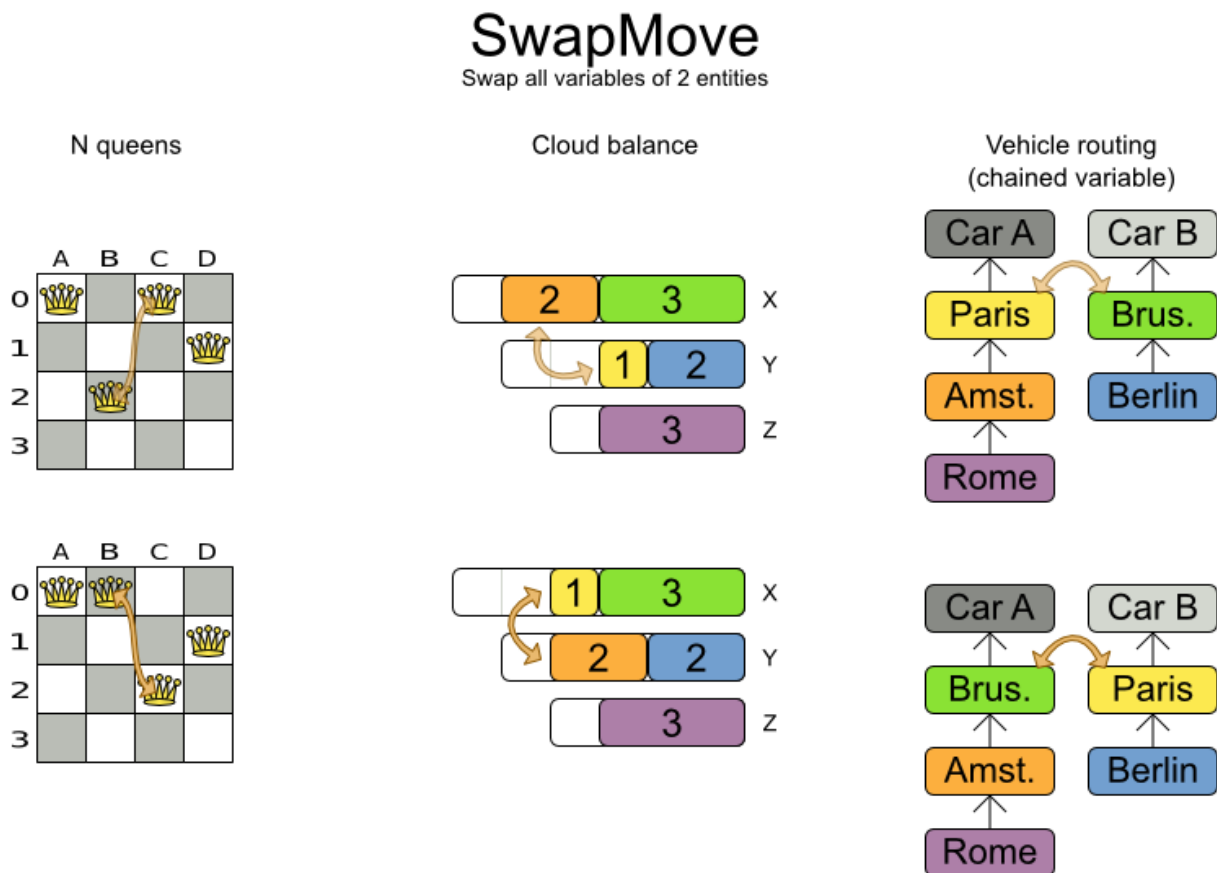 SwapMove
Swap all variables of 2 entities
N queens
Cloud balance
Vehicle routing
(chained variable)
A B C D
0
1
2
3
2 3 X
1 2 Y
3 Z
Car A Car B
Paris Brus.
Amst. Berlin
Rome
A B C D
0
1
2
3
1 3 X
2 2 Y
3 Z
Car A Car B
Brus. Paris
Amst. Berlin
Rome